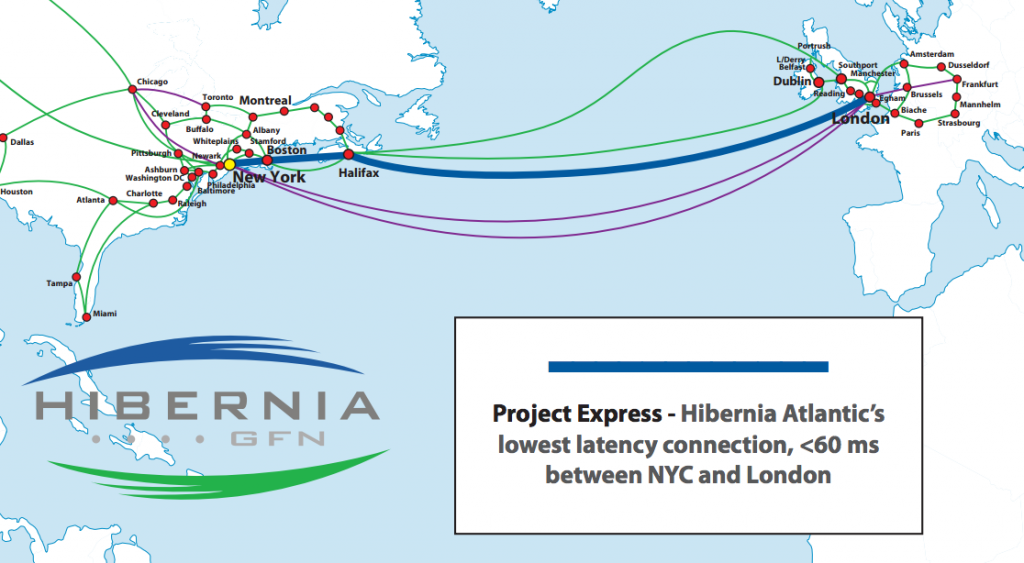 Portrush
L/Derry
Belfast
Dublin
Southport
Manchester
Reading
Egham
London
Amsterdam
Dusseldorf
Frankfurt
Brussels
Mannheim
Biache
Strasbourg
Paris
Chicago
Toronto
Montreal
Cleveland
Buffalo
Albany
Whiteplains
Stamford
Boston
Dallas
Pittsburgh
Newark
New York
Halifax
Ashburn
Washington DC
Philadelphia
Baltimore
Houston
Charlotte
Atlanta
Raleigh
Tampa
Miami
HIBERNIA
GFN
Project Express - Hibernia Atlantic's
lowest latency connection, <60 ms
between NYC and London